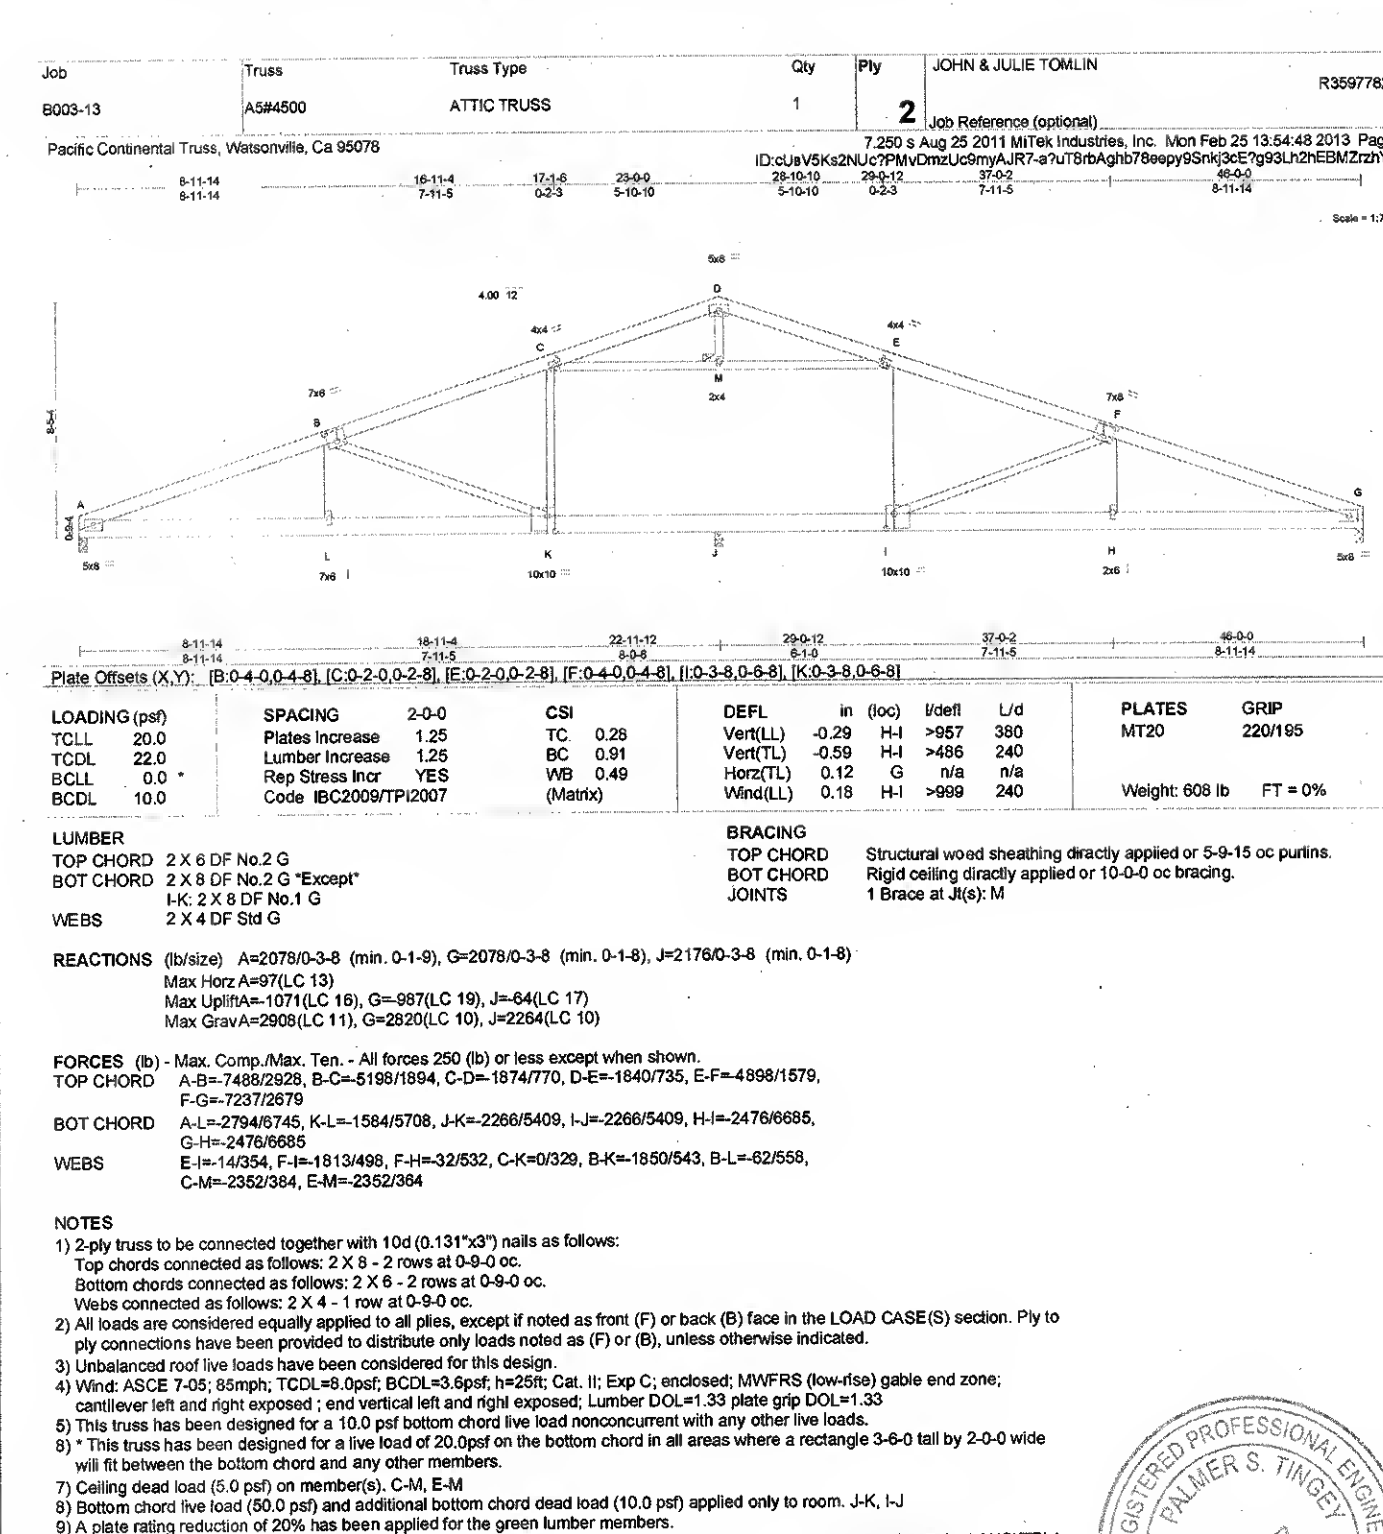 Job Truss Truss Type Qty Ply JOHN & JULIE TOMLIN
R359778
B003-13 A5#4500 ATTIC TRUSS 1 2
Job Reference (optional)
Pacific Continental Truss, Watsonville, Ca 95078 7.250 s Aug 25 2011 MiTek Industries, Inc. Mon Feb 25 13:54:48 2013 Pag
8-11-14 16-11-4 17-1-6 23-0-0 28-10-10 29-0-12 37-0-2 46-0-0
8-11-14 7-11-5 0-2-3 5-10-10 5-10-10 0-2-3 7-11-5 8-11-14
Scale = 1:7
5x8
D
4.00 12
4x4
C
4x4
E
M
2x4
7x6
B
7x8
F
8-5-4
A
G
0-9-4
5x8
L
7x6
K
10x10
J
I
10x10
H
2x6
5x8
8-11-14 18-11-4 22-11-12 29-0-12 37-0-2 46-0-0
8-11-14 7-11-5 8-0-8 6-1-0 7-11-5 8-11-14
Plate Offsets (X,Y): [B:0-4-0,0-4-8], [C:0-2-0,0-2-8], [E:0-2-0,0-2-8], [F:0-4-0,0-4-8], [I:0-3-8,0-6-8], [K:0-3-8,0-6-8]
LOADING (psf) SPACING 2-0-0 CSI DEFL in (loc) l/defl L/d PLATES GRIP
TCLL 20.0 Plates Increase 1.25 TC 0.28 Vert(LL) -0.29 H-I >957 380 MT20 220/195
TCDL 22.0 Lumber Increase 1.25 BC 0.91 Vert(TL) -0.59 H-I >486 240
BCLL 0.0 * Rep Stress Incr YES WB 0.49 Horz(TL) 0.12 G n/a n/a
BCDL 10.0 Code IBC2009/TPI2007 (Matrix) Wind(LL) 0.18 H-I >999 240 Weight: 608 lb FT = 0%
LUMBER
TOP CHORD 2 X 6 DF No.2 G
BOT CHORD 2 X 8 DF No.2 G *Except*
I-K: 2 X 8 DF No.1 G
WEBS 2 X 4 DF Std G
BRACING
TOP CHORD Structural wood sheathing directly applied or 5-9-15 oc purlins.
BOT CHORD Rigid ceiling directly applied or 10-0-0 oc bracing.
JOINTS 1 Brace at Jt(s): M
REACTIONS (lb/size) A=2078/0-3-8 (min. 0-1-9), G=2078/0-3-8 (min. 0-1-8), J=2176/0-3-8 (min. 0-1-8)
Max Horz A=97(LC 13)
Max UpliftA=-1071(LC 16), G=-987(LC 19), J=-64(LC 17)
Max GravA=2908(LC 11), G=2820(LC 10), J=2264(LC 10)
FORCES (lb) - Max. Comp./Max. Ten. - All forces 250 (lb) or less except when shown.
TOP CHORD A-B=-7488/2928, B-C=-5198/1894, C-D=-1874/770, D-E=-1840/735, E-F=-4898/1579,
F-G=-7237/2679
BOT CHORD A-L=-2794/6745, K-L=-1584/5708, J-K=-2266/5409, I-J=-2266/5409, H-I=-2476/6685,
G-H=-2476/6685
WEBS E-I=-14/354, F-I=-1813/498, F-H=-32/532, C-K=0/329, B-K=-1850/543, B-L=-62/558,
C-M=-2352/384, E-M=-2352/364
NOTES
1) 2-ply truss to be connected together with 10d (0.131"x3") nails as follows:
Top chords connected as follows: 2 X 8 - 2 rows at 0-9-0 oc.
Bottom chords connected as follows: 2 X 6 - 2 rows at 0-9-0 oc.
Webs connected as follows: 2 X 4 - 1 row at 0-9-0 oc.
2) All loads are considered equally applied to all plies, except if noted as front (F) or back (B) face in the LOAD CASE(S) section. Ply to
ply connections have been provided to distribute only loads noted as (F) or (B), unless otherwise indicated.
3) Unbalanced roof live loads have been considered for this design.
4) Wind: ASCE 7-05; 85mph; TCDL=8.0psf; BCDL=3.6psf; h=25ft; Cat. II; Exp C; enclosed; MWFRS (low-rise) gable end zone;
cantilever left and right exposed ; end vertical left and right exposed; Lumber DOL=1.33 plate grip DOL=1.33
5) This truss has been designed for a 10.0 psf bottom chord live load nonconcurrent with any other live loads.
8) * This truss has been designed for a live load of 20.0psf on the bottom chord in all areas where a rectangle 3-6-0 tall by 2-0-0 wide
will fit between the bottom chord and any other members.
7) Ceiling dead load (5.0 psf) on member(s). C-M, E-M
8) Bottom chord live load (50.0 psf) and additional bottom chord dead load (10.0 psf) applied only to room. J-K, I-J
9) A plate rating reduction of 20% has been applied for the green lumber members.
GISTERED PROFESSIONAL ENGINE
PALMER S. TINGEY